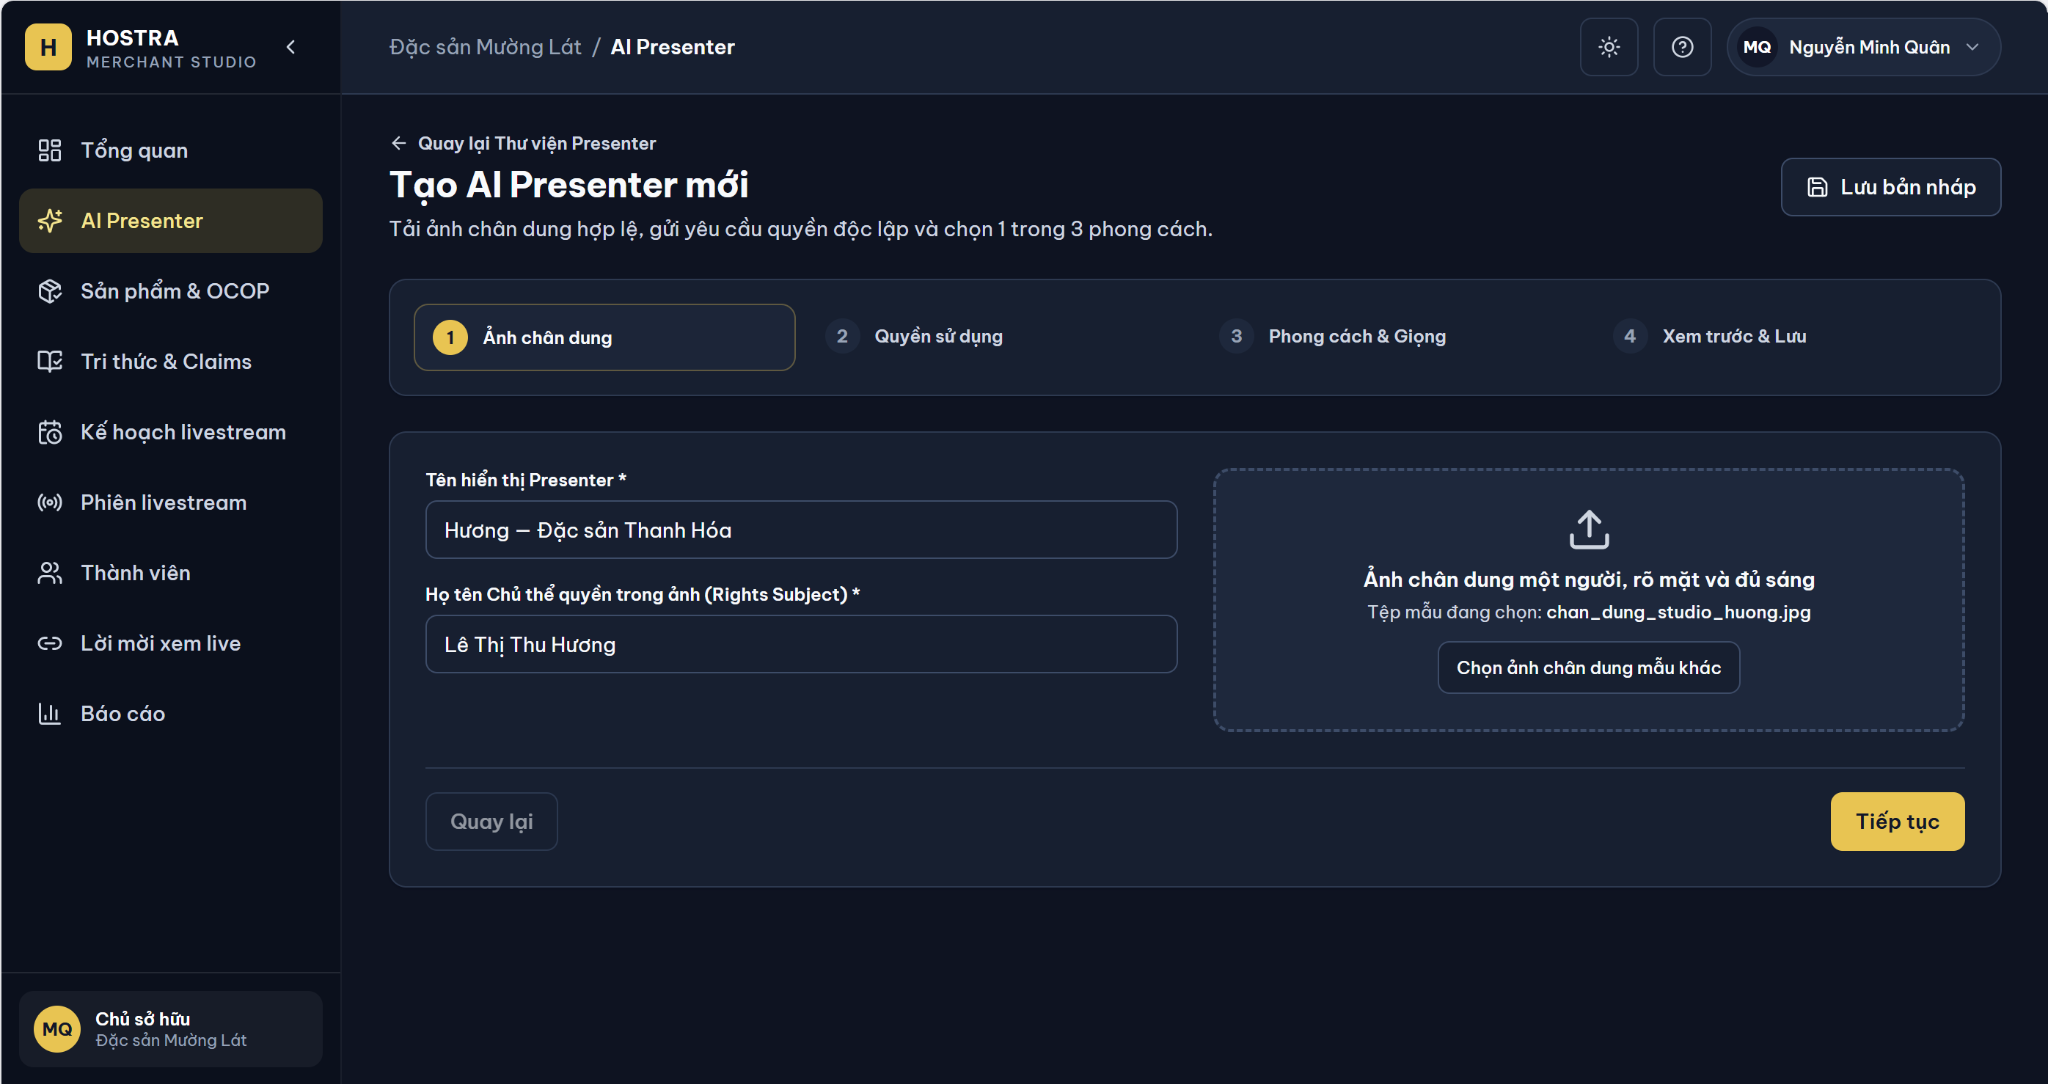 H
HOSTRA
MERCHANT STUDIO
Đặc sản Mường Lát / AI Presenter
MQ Nguyễn Minh Quân
Tổng quan
AI Presenter
Sản phẩm & OCOP
Tri thức & Claims
Kế hoạch livestream
Phiên livestream
Thành viên
Lời mời xem live
Báo cáo
MQ
Chủ sở hữu
Đặc sản Mường Lát
Quay lại Thư viện Presenter
Tạo AI Presenter mới
Tải ảnh chân dung hợp lệ, gửi yêu cầu quyền độc lập và chọn 1 trong 3 phong cách.
Lưu bản nháp
1 Ảnh chân dung
2 Quyền sử dụng
3 Phong cách & Giọng
4 Xem trước & Lưu
Tên hiển thị Presenter *
Hương — Đặc sản Thanh Hóa
Họ tên Chủ thể quyền trong ảnh (Rights Subject) *
Lê Thị Thu Hương
Ảnh chân dung một người, rõ mặt và đủ sáng
Tệp mẫu đang chọn: chan_dung_studio_huong.jpg
Chọn ảnh chân dung mẫu khác
Quay lại
Tiếp tục